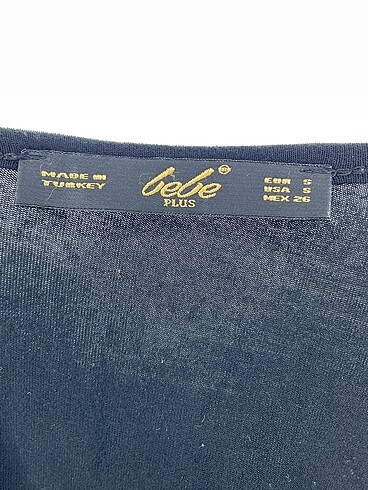 MADE IN
TURKEY
bebe®
PLUS
EUR S
USA S
MEX 26